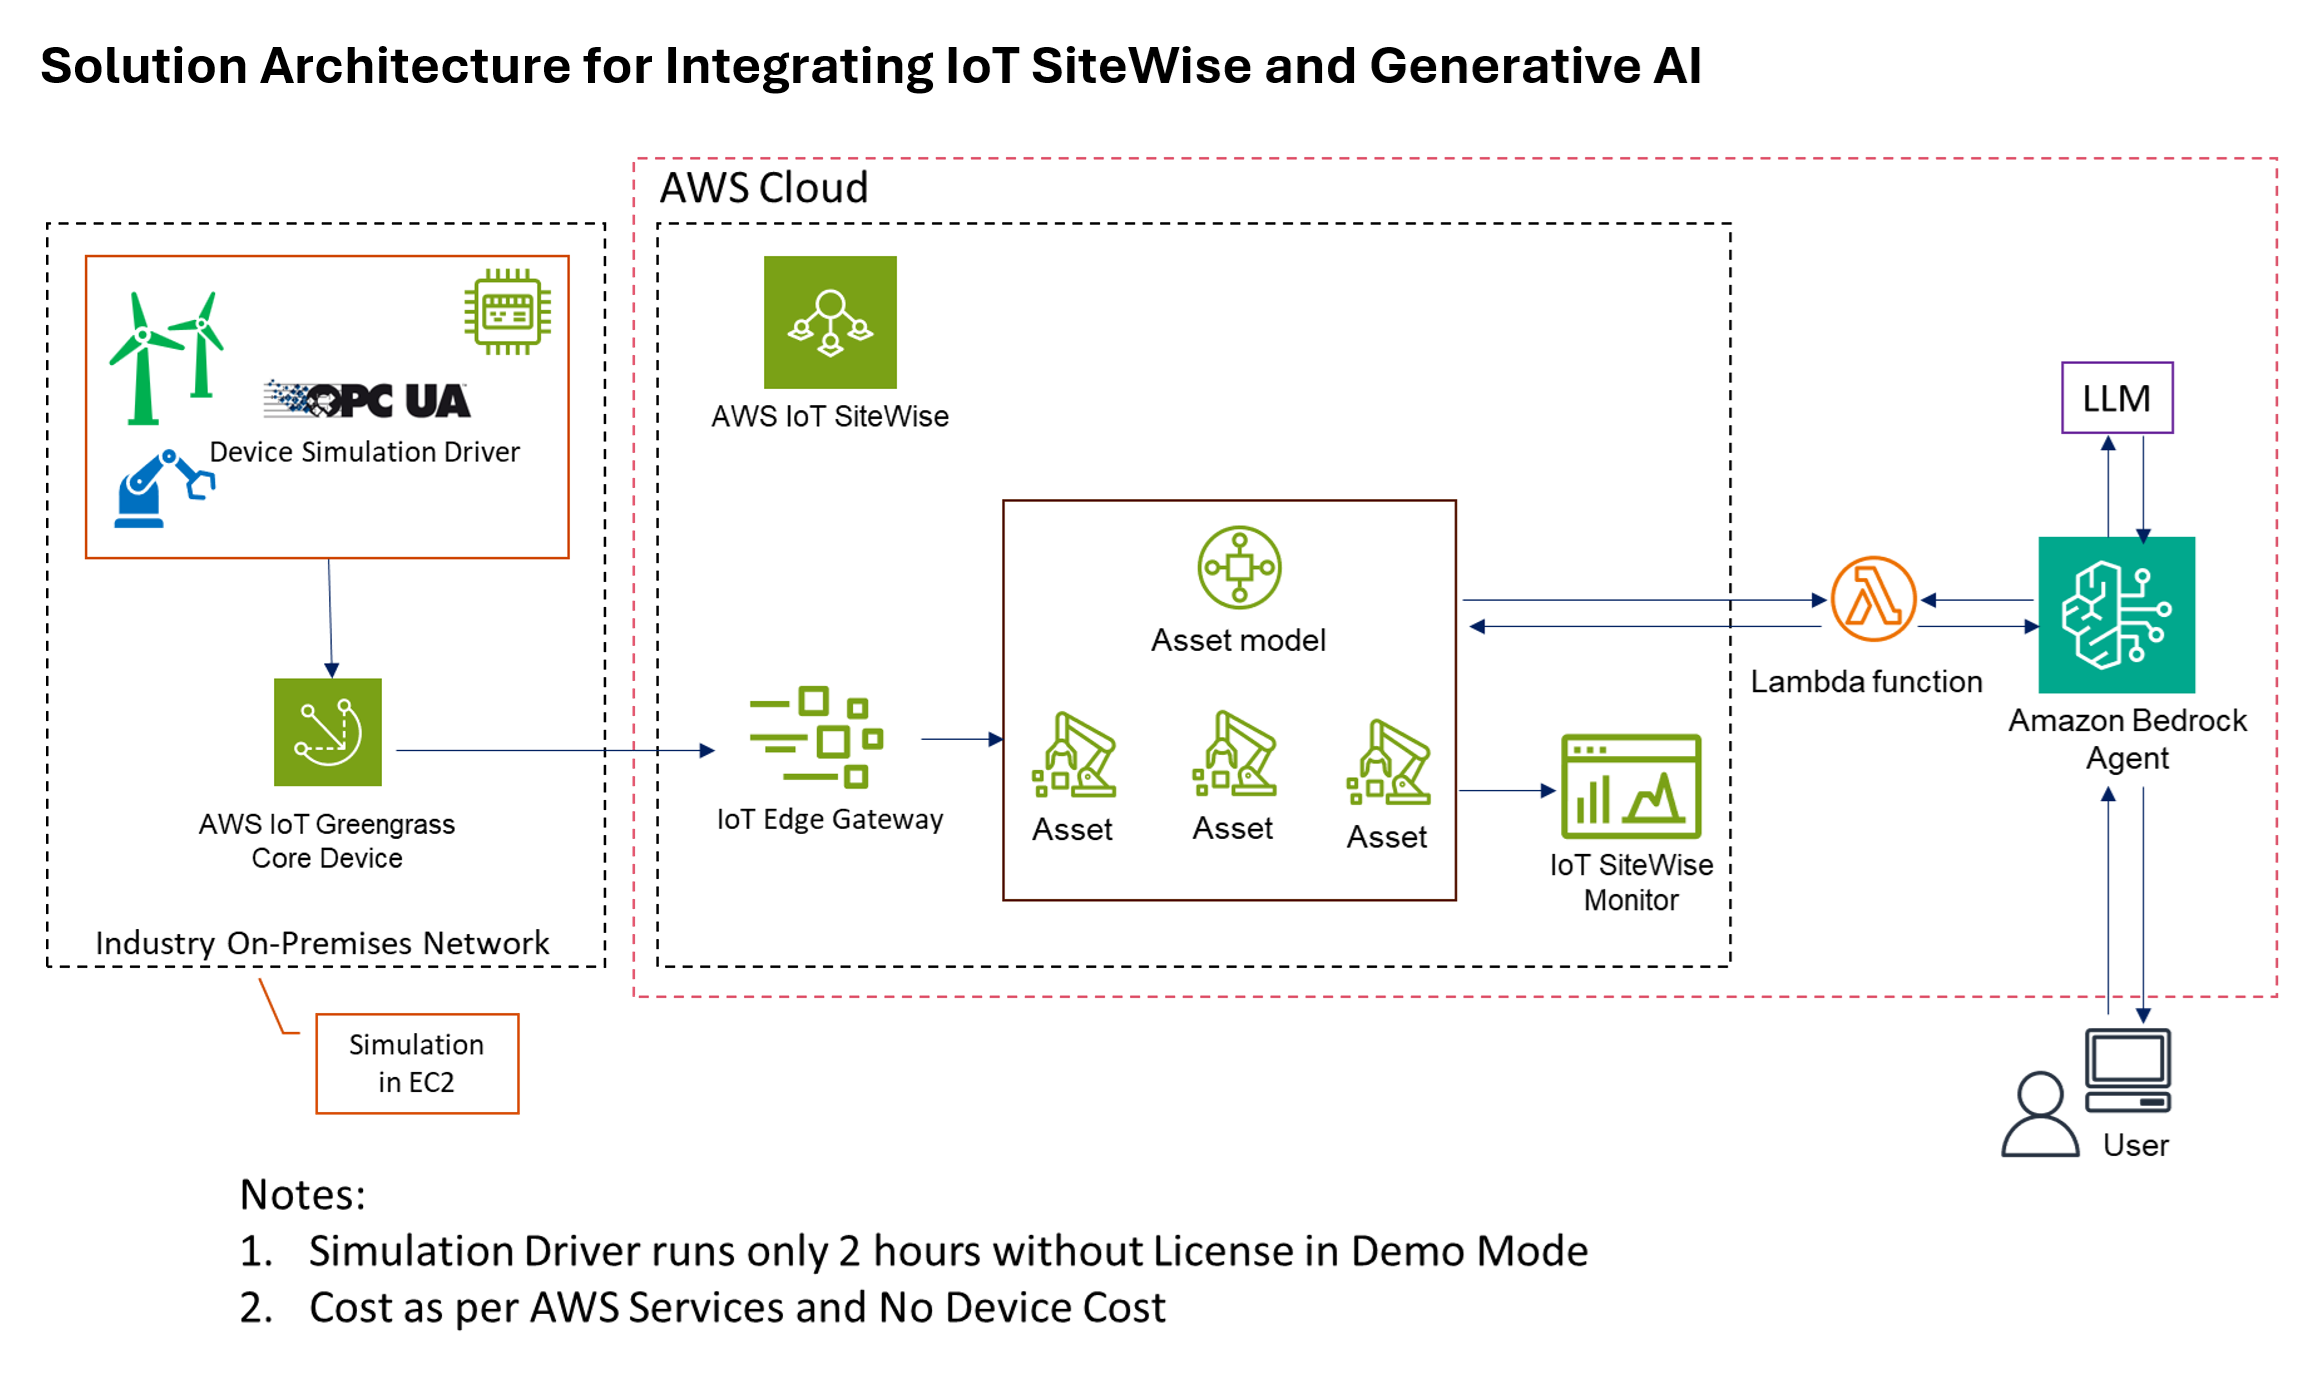 Solution Architecture for Integrating IoT SiteWise and Generative AI
AWS Cloud
OPC UA
Device Simulation Driver
AWS IoT SiteWise
LLM
Asset model
Lambda function
Amazon Bedrock
Agent
IoT Edge Gateway
Asset
Asset
Asset
AWS IoT Greengrass
Core Device
IoT SiteWise
Monitor
Industry On-Premises Network
Simulation
in EC2
User
Notes:
1. Simulation Driver runs only 2 hours without License in Demo Mode
2. Cost as per AWS Services and No Device Cost